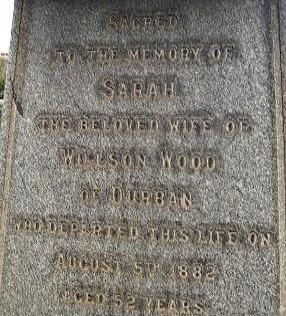 SACRED
TO THE MEMORY OF
SARAH
THE BELOVED WIFE OF
WILLSON WOOD
OF DURBAN
WHO DEPARTED THIS LIFE ON
AUGUST 5TH 1882
AGED 52 YEARS